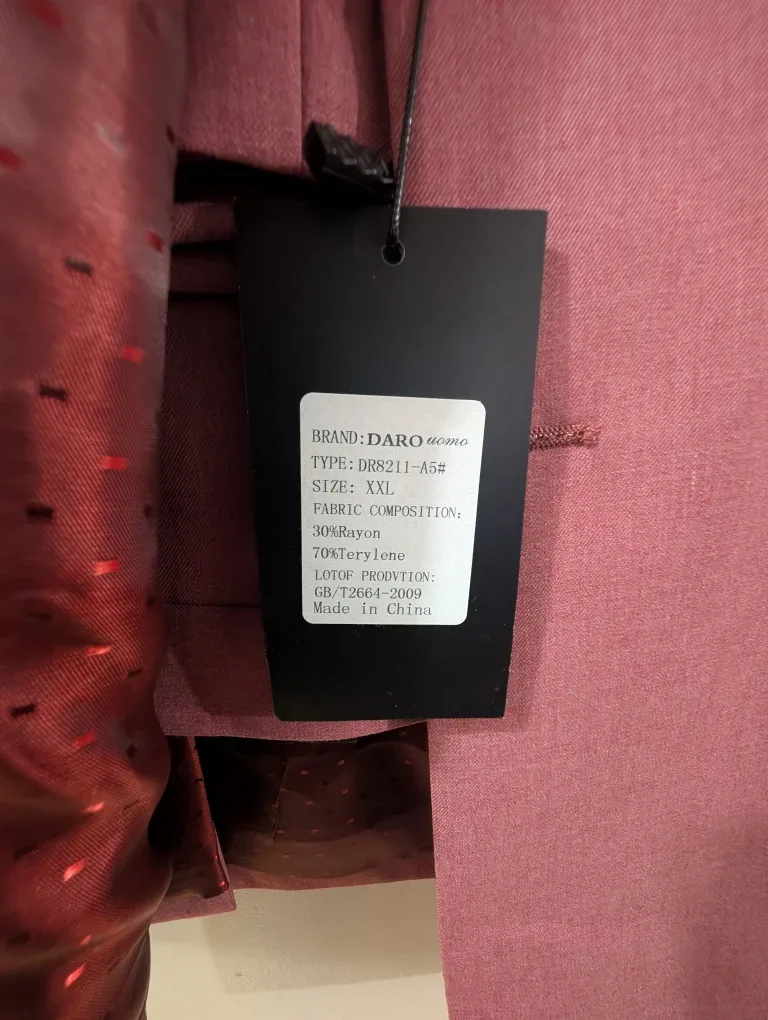 BRAND: DARO uomo
TYPE: DR8211-A5#
SIZE: XXL
FABRIC COMPOSITION:
30%Rayon
70%Terylene
LOTOF PRODVTION:
GB/T2664-2009
Made in China